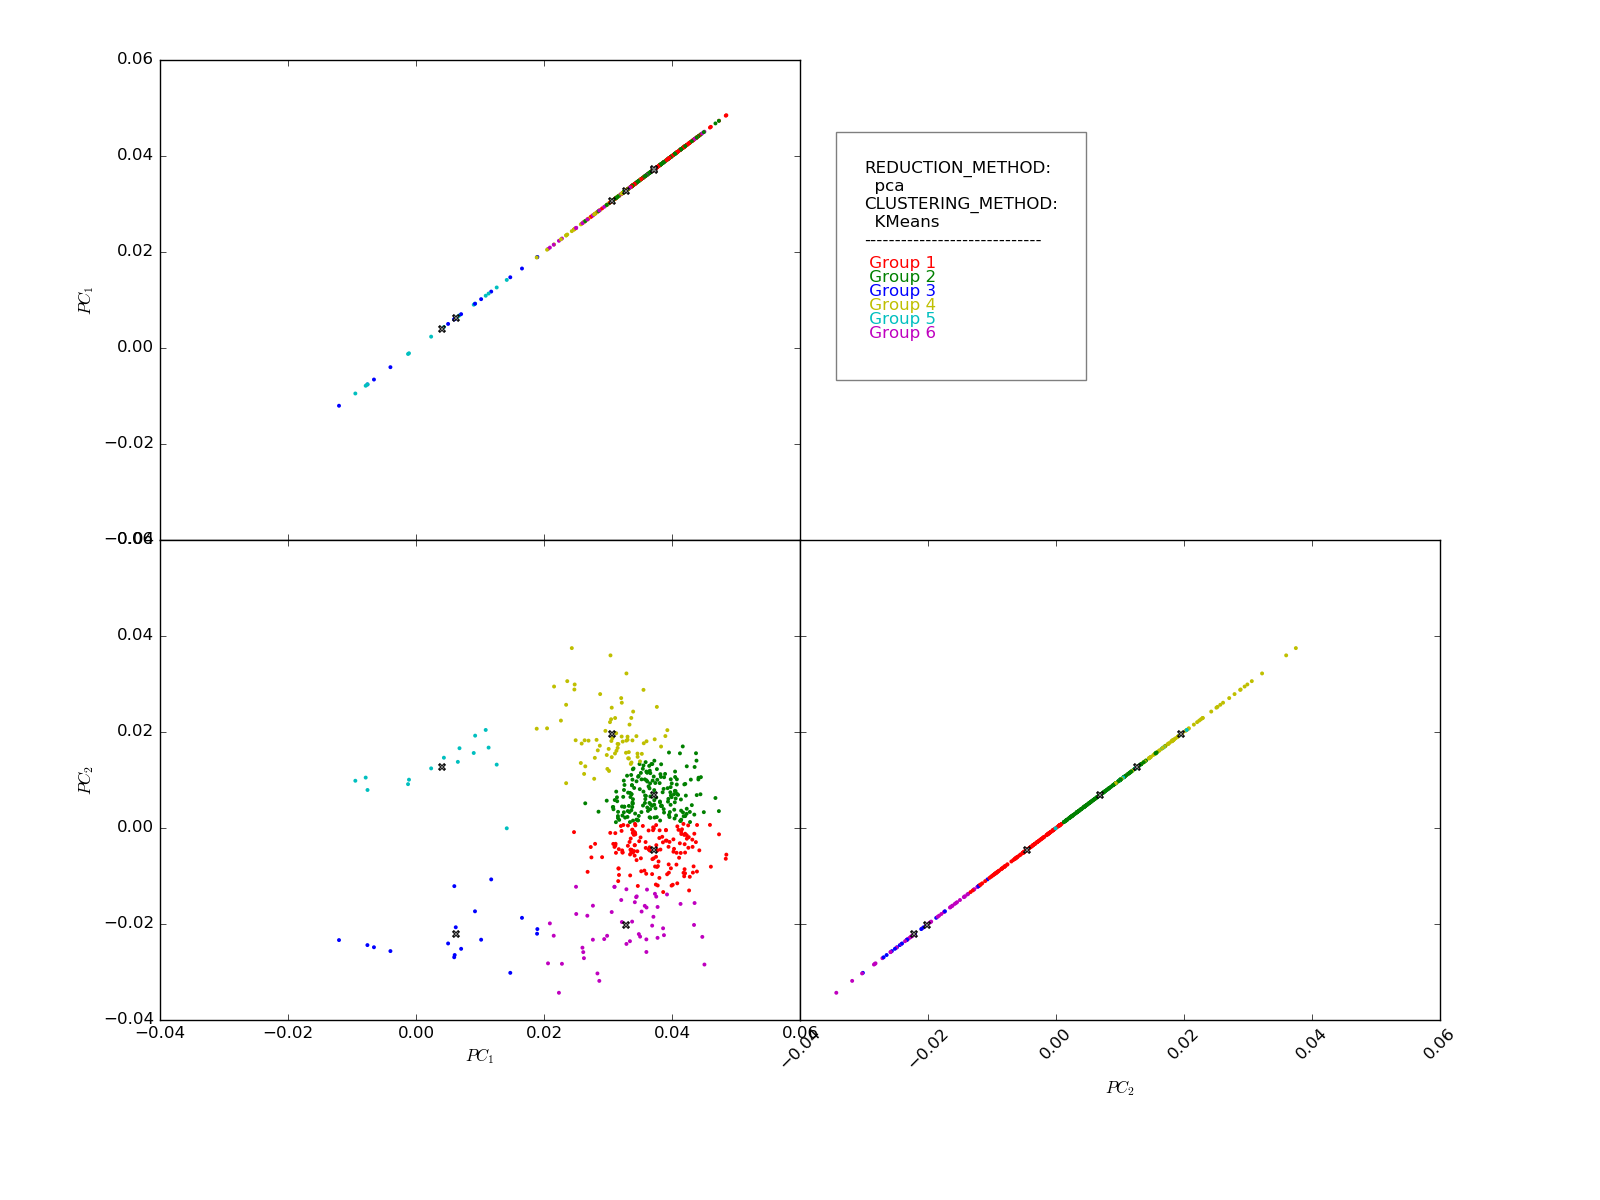 0.06
0.04
0.02
0.00
−0.02
PC₁
REDUCTION_METHOD:
pca
CLUSTERING_METHOD:
KMeans
-----------------------------
Group 1
Group 2
Group 3
Group 4
Group 5
Group 6
0.04
0.02
0.00
−0.02
−0.04
PC₂
−0.04 −0.02 0.00 0.02 0.04 0.06
PC₁
−0.04 −0.02 0.00 0.02 0.04 0.06
PC₂